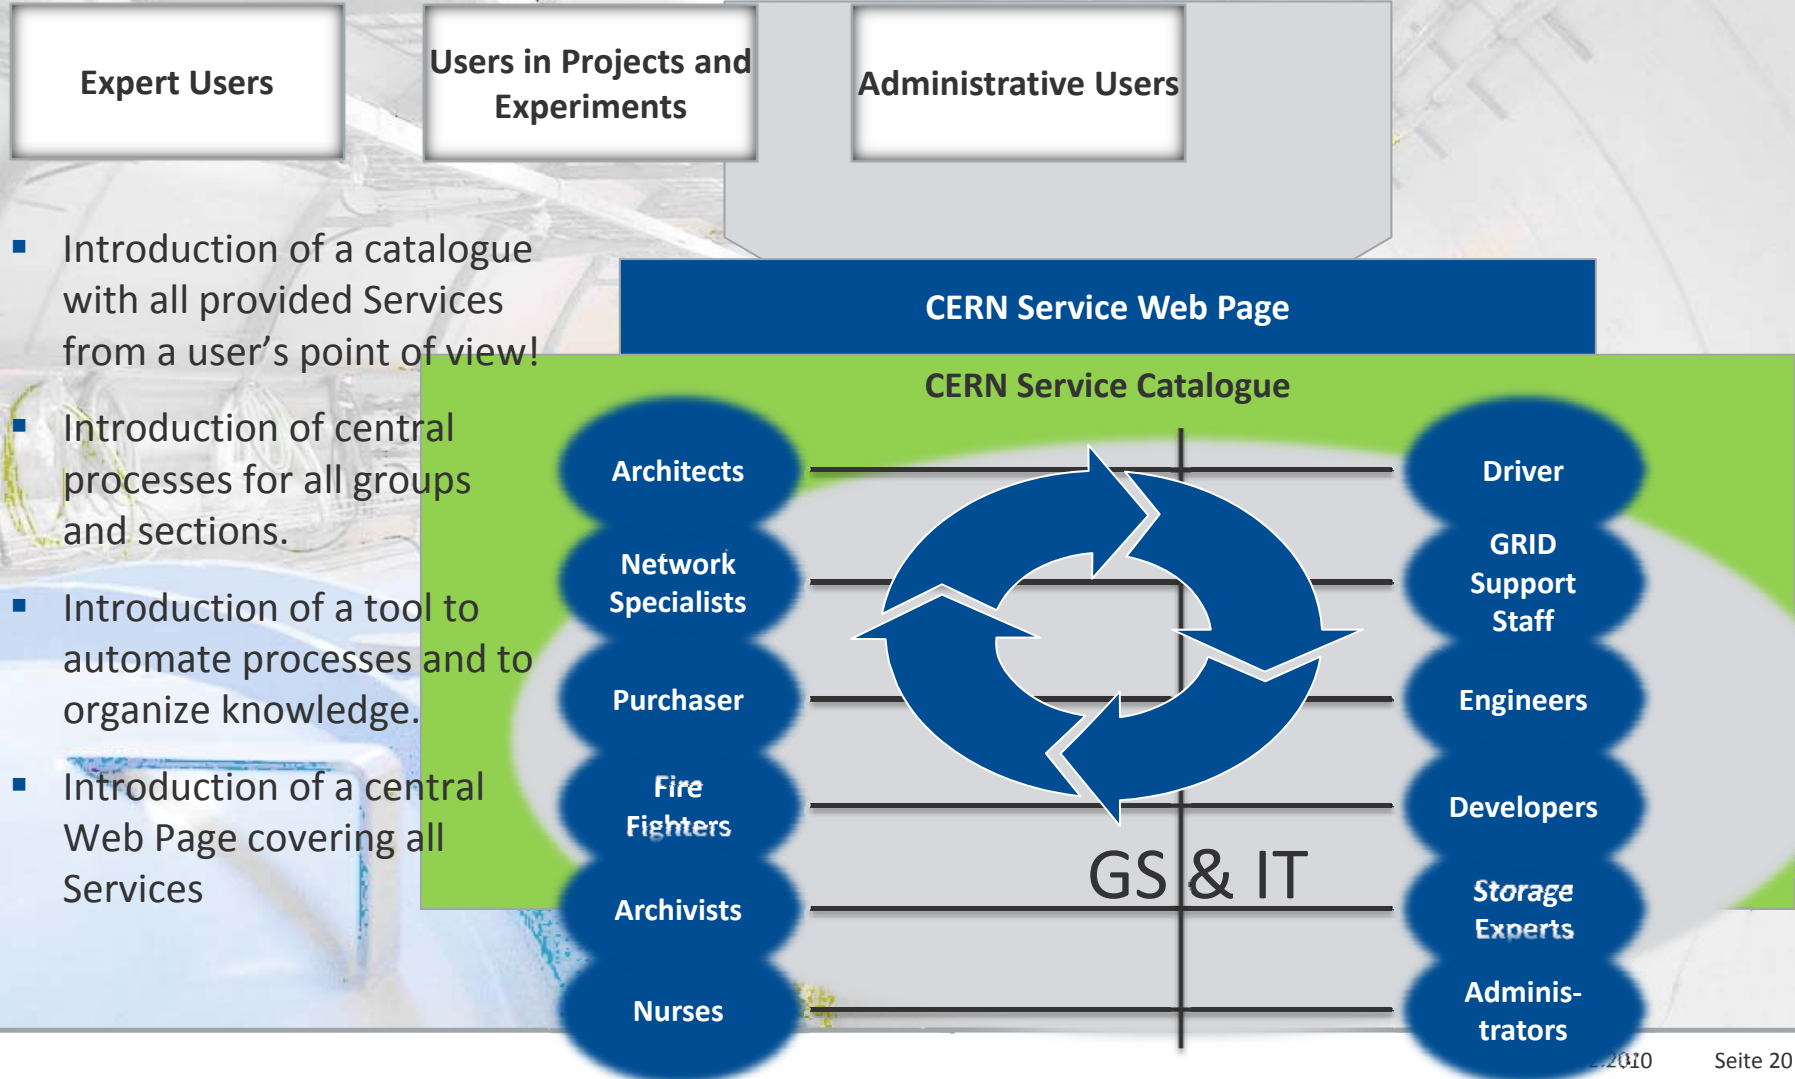 Expert Users
Users in Projects and
Experiments
Administrative Users
Introduction of a catalogue
with all provided Services
from a user's point of view!
Introduction of central
processes for all groups
and sections.
Introduction of a tool to
automate processes and to
organize knowledge.
Introduction of a central
Web Page covering all
Services
CERN Service Web Page
CERN Service Catalogue
Architects
Network
Specialists
Purchaser
Fire
Fighters
Archivists
Nurses
GS & IT
Driver
GRID
Support
Staff
Engineers
Developers
Storage
Experts
Adminis-
trators
2010
Seite 20